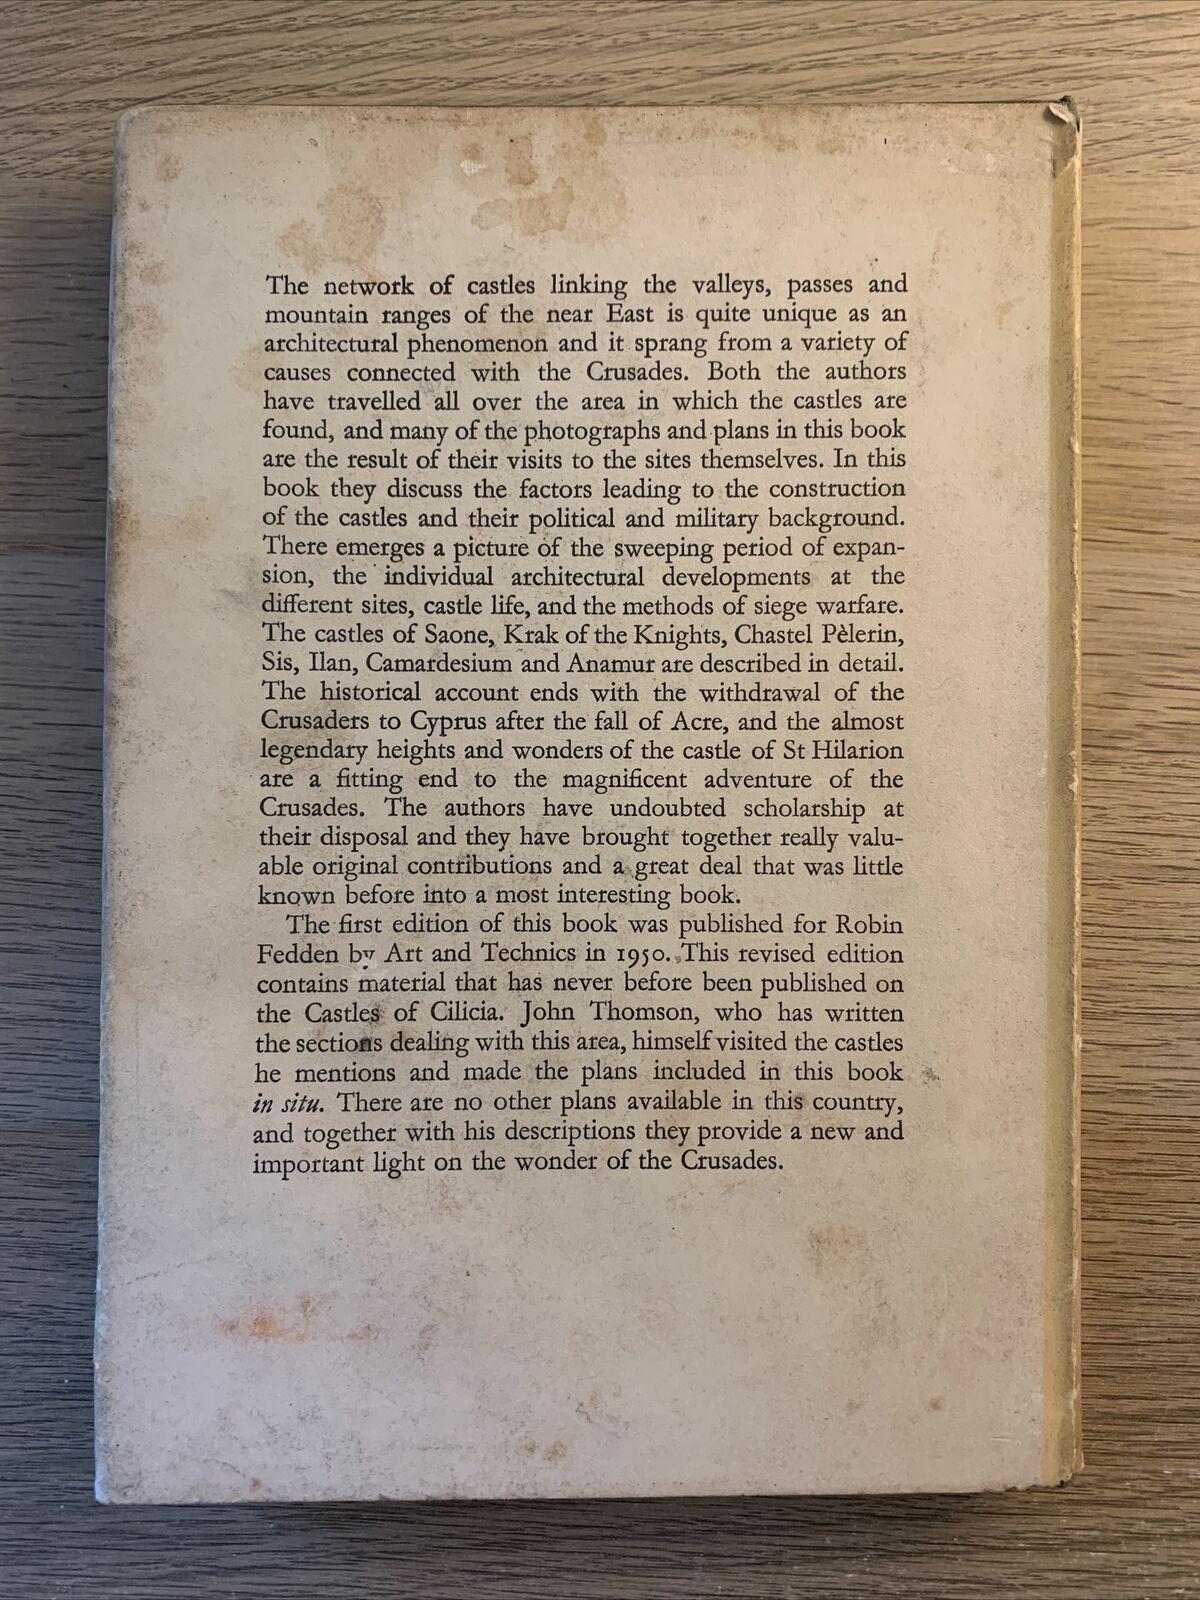 The network of castles linking the valleys, passes and
mountain ranges of the near East is quite unique as an
architectural phenomenon and it sprang from a variety of
causes connected with the Crusades. Both the authors
have travelled all over the area in which the castles are
found, and many of the photographs and plans in this book
are the result of their visits to the sites themselves. In this
book they discuss the factors leading to the construction
of the castles and their political and military background.
There emerges a picture of the sweeping period of expan-
sion, the individual architectural developments at the
different sites, castle life, and the methods of siege warfare.
The castles of Saone, Krak of the Knights, Chastel Pèlerin,
Sis, Ilan, Camardesium and Anamur are described in detail.
The historical account ends with the withdrawal of the
Crusaders to Cyprus after the fall of Acre, and the almost
legendary heights and wonders of the castle of St Hilarion
are a fitting end to the magnificent adventure of the
Crusades. The authors have undoubted scholarship at
their disposal and they have brought together really valu-
able original contributions and a great deal that was little
known before into a most interesting book.
The first edition of this book was published for Robin
Fedden by Art and Technics in 1950. This revised edition
contains material that has never before been published on
the Castles of Cilicia. John Thomson, who has written
the sections dealing with this area, himself visited the castles
he mentions and made the plans included in this book
in situ. There are no other plans available in this country,
and together with his descriptions they provide a new and
important light on the wonder of the Crusades.